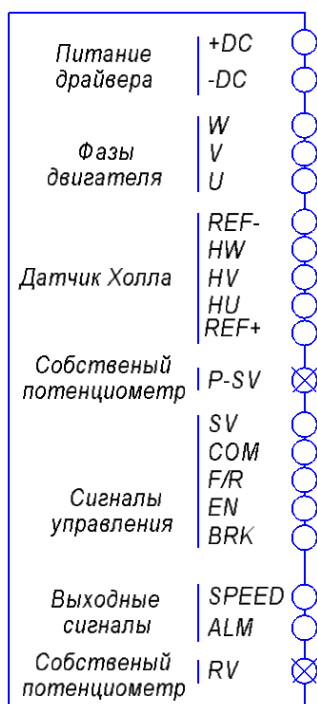 Питание
драйвера
+DC
-DC
Фазы
двигателя
W
V
U
Датчик Холла
REF-
HW
HV
HU
REF+
Собственый
потенциометр
P-SV
Сигналы
управления
SV
COM
F/R
EN
BRK
Выходные
сигналы
SPEED
ALM
Собственый
потенциометр
RV